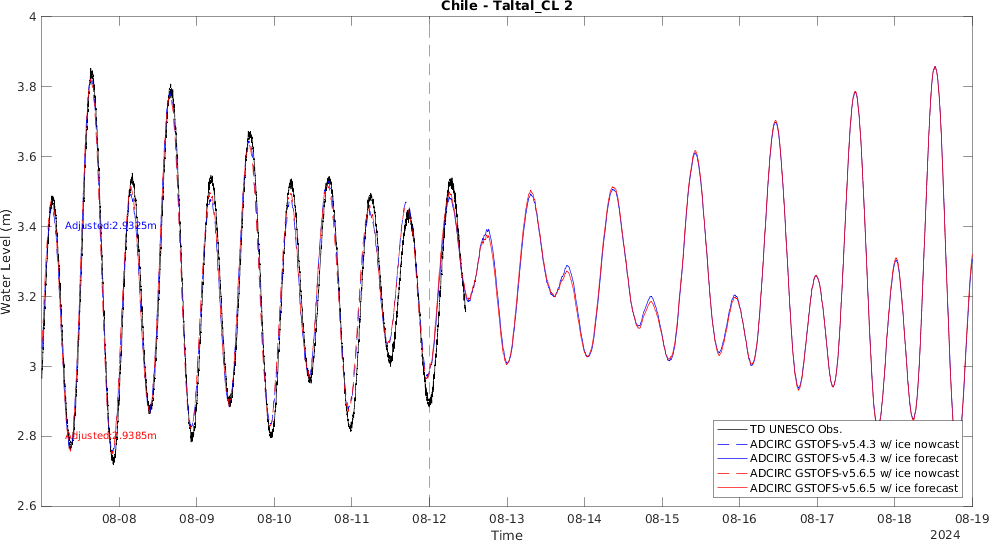 Chile - Taltal_CL 2
Water Level (m)
4
3.8
3.6
3.4
3.2
3
2.8
2.6
Adjusted:2.9325m
Adjusted:2.9385m
TD UNESCO Obs.
ADCIRC GSTOFS-v5.4.3 w/ ice nowcast
ADCIRC GSTOFS-v5.4.3 w/ ice forecast
ADCIRC GSTOFS-v5.6.5 w/ ice nowcast
ADCIRC GSTOFS-v5.6.5 w/ ice forecast
08-08 08-09 08-10 08-11 08-12 08-13 08-14 08-15 08-16 08-17 08-18 08-19
Time
2024